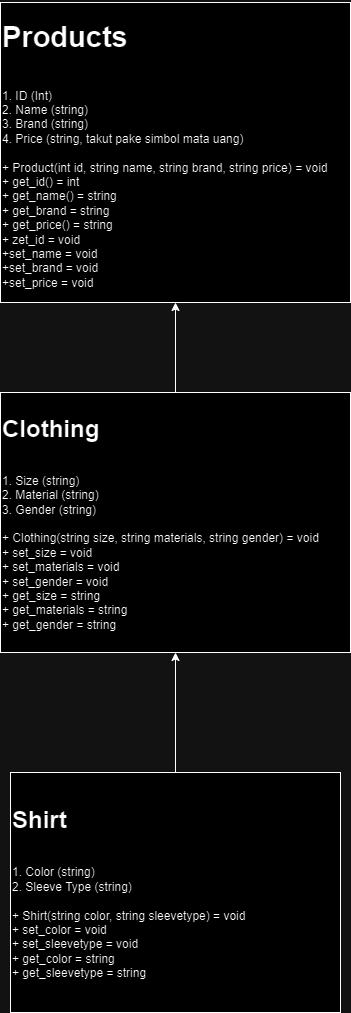 Products
1. ID (Int)
2. Name (string)
3. Brand (string)
4. Price (string, takut pake simbol mata uang)
+ Product(int id, string name, string brand, string price) = void
+ get_id() = int
+ get_name() = string
+ get_brand = string
+ get_price() = string
+ zet_id = void
+set_name = void
+set_brand = void
+set_price = void
Clothing
1. Size (string)
2. Material (string)
3. Gender (string)
+ Clothing(string size, string materials, string gender) = void
+ set_size = void
+ set_materials = void
+ set_gender = void
+ get_size = string
+ get_materials = string
+ get_gender = string
Shirt
1. Color (string)
2. Sleeve Type (string)
+ Shirt(string color, string sleevetype) = void
+ set_color = void
+ set_sleevetype = void
+ get_color = string
+ get_sleevetype = string